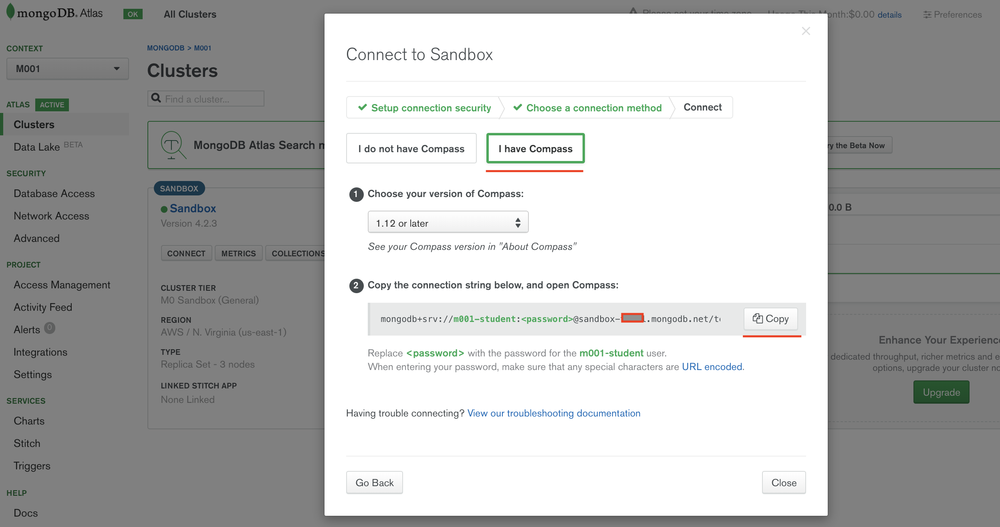 mongoDB. Atlas
OK
All Clusters
Please set your time zone
Usage This Month:$0.00 details
Preferences
CONTEXT
M001
ATLAS ACTIVE
Clusters
Data Lake BETA
SECURITY
Database Access
Network Access
Advanced
PROJECT
Access Management
Activity Feed
Alerts 0
Integrations
Settings
SERVICES
Charts
Stitch
Triggers
HELP
Docs
MONGODB > M001
Clusters
Find a cluster...
MongoDB Atlas Search
SANDBOX
Sandbox
Version 4.2.3
CONNECT METRICS COLLECTIONS
CLUSTER TIER
M0 Sandbox (General)
REGION
AWS / N. Virginia (us-east-1)
TYPE
Replica Set - 3 nodes
LINKED STITCH APP
None Linked
×
Connect to Sandbox
Setup connection security
Choose a connection method
Connect
I do not have Compass
I have Compass
1 Choose your version of Compass:
1.12 or later
See your Compass version in "About Compass"
2 Copy the connection string below, and open Compass:
mongodb+srv://m001-student:<password>@sandbox- .mongodb.net/
Copy
Replace <password> with the password for the m001-student user.
When entering your password, make sure that any special characters are URL encoded.
Having trouble connecting? View our troubleshooting documentation
Go Back
Close
ry the Beta Now
0.0 B
Enhance Your Experience
dedicated throughput, richer metrics and
options, upgrade your cluster
Upgrade